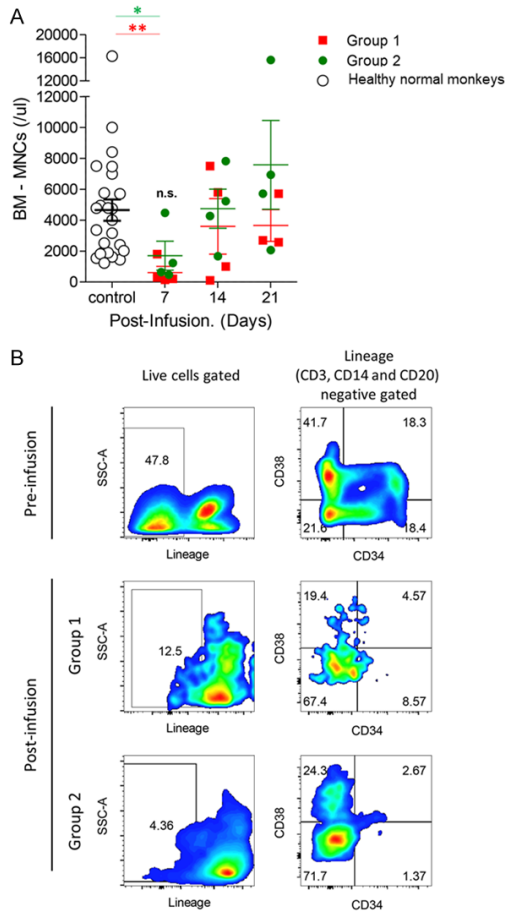 A
*
**
20000
18000
16000
14000
12000
10000
8000
6000
4000
2000
0
BM - MNCs (/ul)
n.s.
control 7 14 21
Post-Infusion. (Days)
Group 1
Group 2
Healthy normal monkeys
B
Live cells gated
Lineage
(CD3, CD14 and CD20)
negative gated
Pre-infusion
SSC-A
47.8
Lineage
CD38
41.7 18.3
21.6 18.4
CD34
Post-infusion
Group 1
SSC-A
12.5
Lineage
CD38
19.4 4.57
67.4 8.57
CD34
Group 2
SSC-A
4.36
Lineage
CD38
24.3 2.67
71.7 1.37
CD34